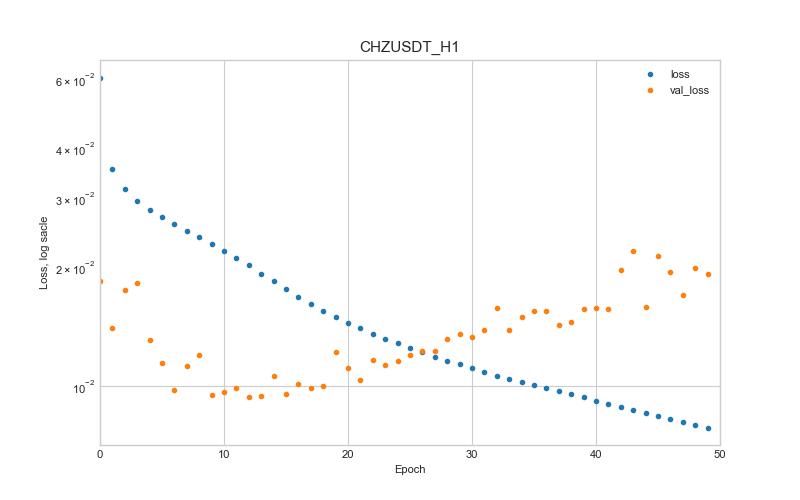 CHZUSDT_H1
loss
val_loss
Loss, log sacle
6 × 10⁻²
4 × 10⁻²
3 × 10⁻²
2 × 10⁻²
10⁻²
0 10 20 30 40 50
Epoch